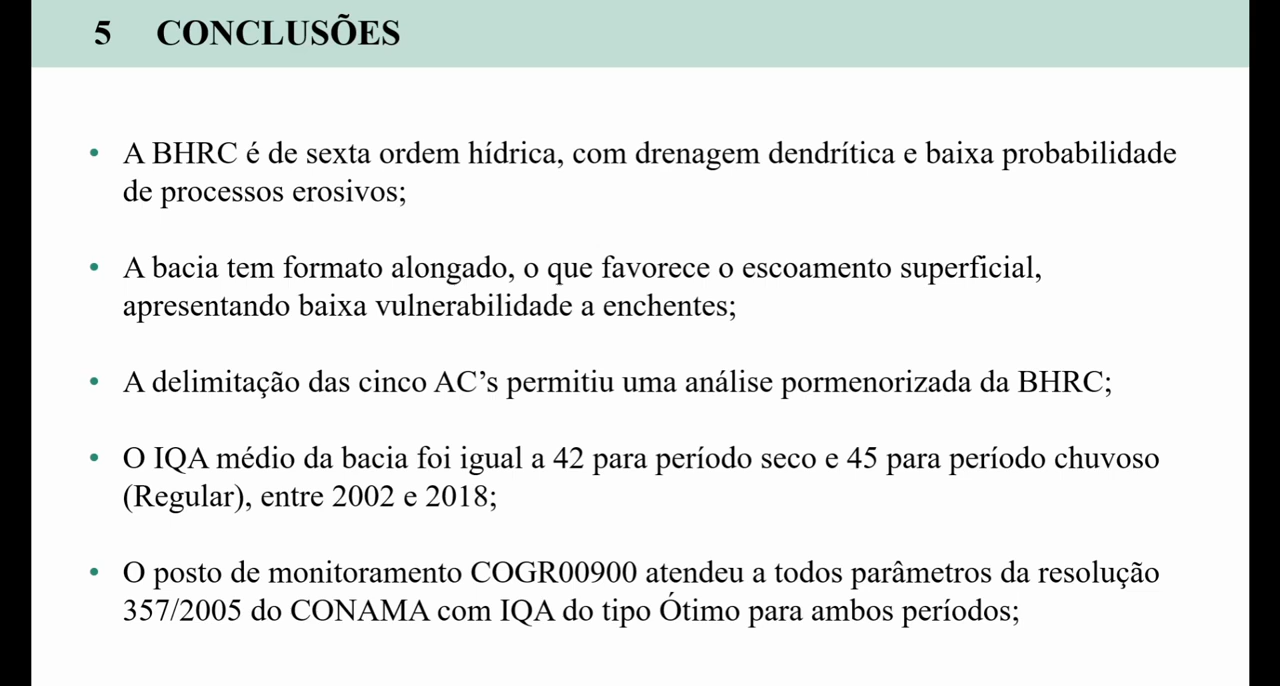 5 CONCLUSÕES
• A BHRC é de sexta ordem hídrica, com drenagem dendrítica e baixa probabilidade
de processos erosivos;
• A bacia tem formato alongado, o que favorece o escoamento superficial,
apresentando baixa vulnerabilidade a enchentes;
• A delimitação das cinco AC’s permitiu uma análise pormenorizada da BHRC;
• O IQA médio da bacia foi igual a 42 para período seco e 45 para período chuvoso
(Regular), entre 2002 e 2018;
• O posto de monitoramento COGR00900 atendeu a todos parâmetros da resolução
357/2005 do CONAMA com IQA do tipo Ótimo para ambos períodos;